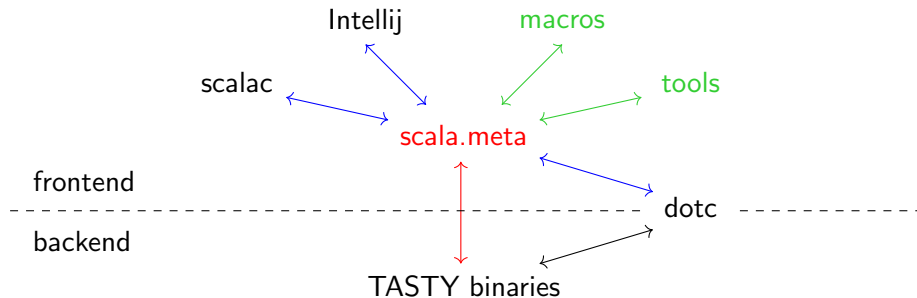 Intellij
macros
scalac
tools
scala.meta
frontend
dotc
backend
TASTY binaries